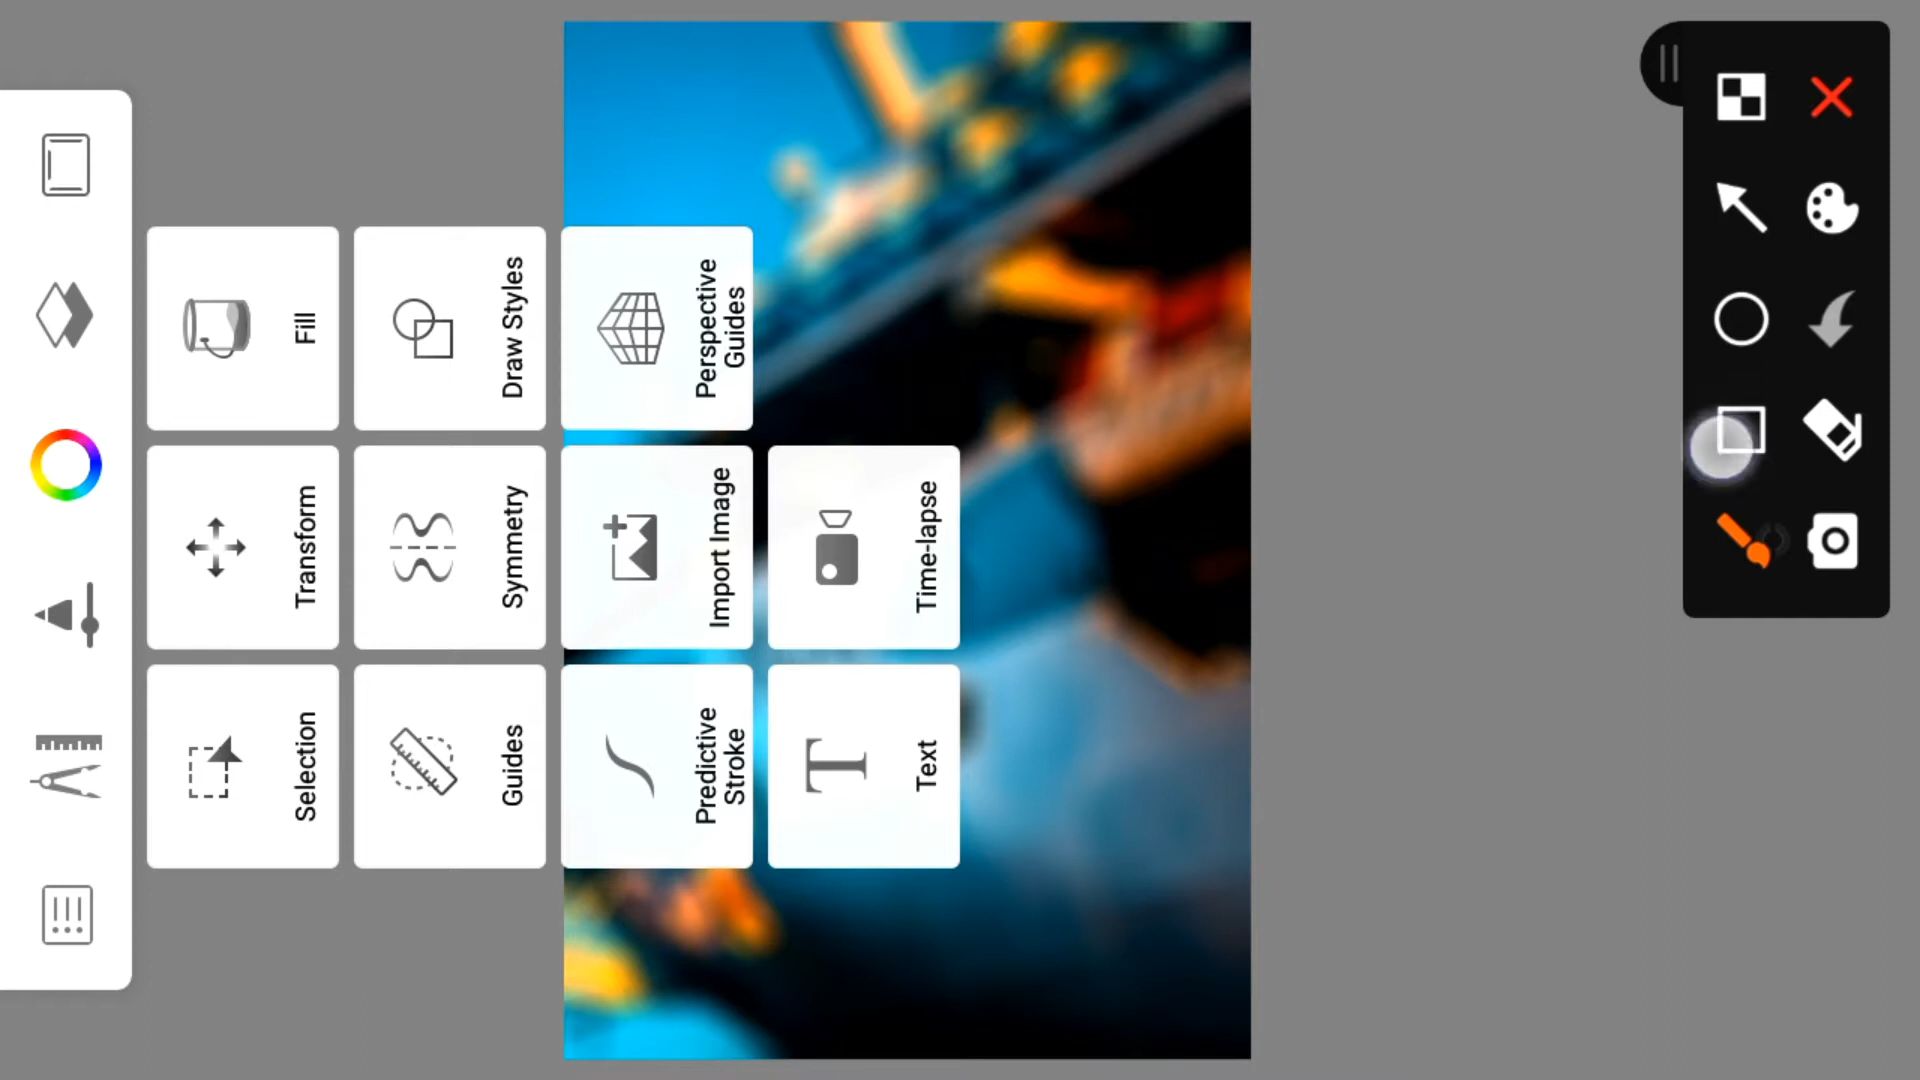 Selection
Transform
Fill
Guides
Symmetry
Draw Styles
Predictive
Stroke
Import Image
Perspective
Guides
Text
Time-lapse